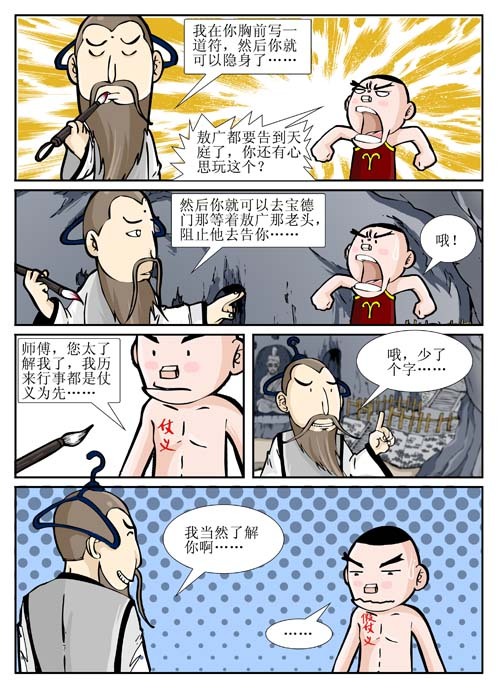 我在你胸前写一
道符，然后你就
可以隐身了……
敖广都要告到天
庭了，你还有心
思玩这个？
然后你就可以去宝德
门那等着敖广那老头，
阻止他去告你……
哦！
师傅，您太了
解我了，我历
来行事都是仗
义为先……
仗
义
哦，少了
个字……
我当然了解
你啊……
……
假
仗
义